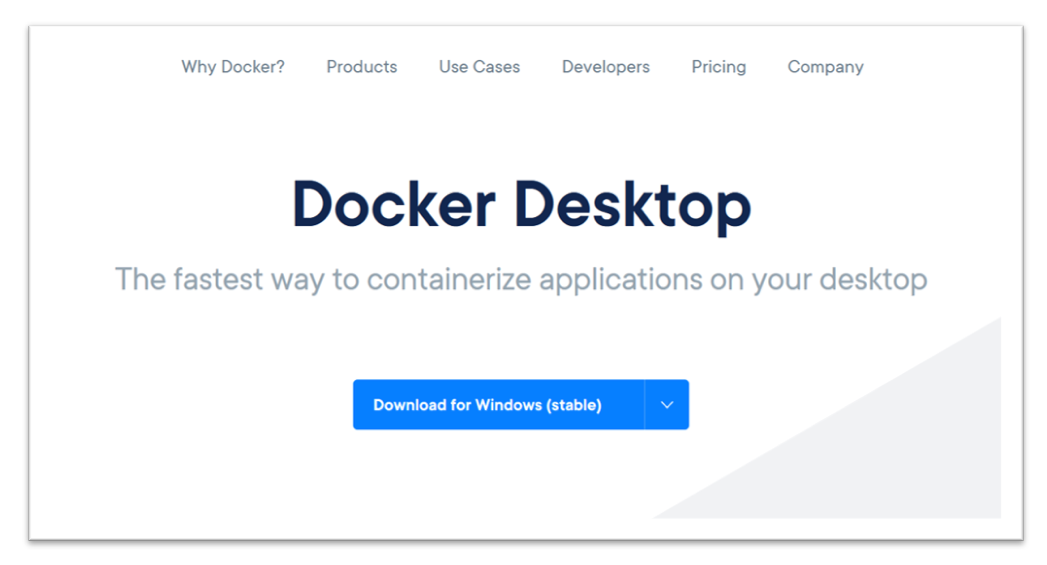 Why Docker? Products Use Cases Developers Pricing Company
Docker Desktop
The fastest way to containerize applications on your desktop
Download for Windows (stable)